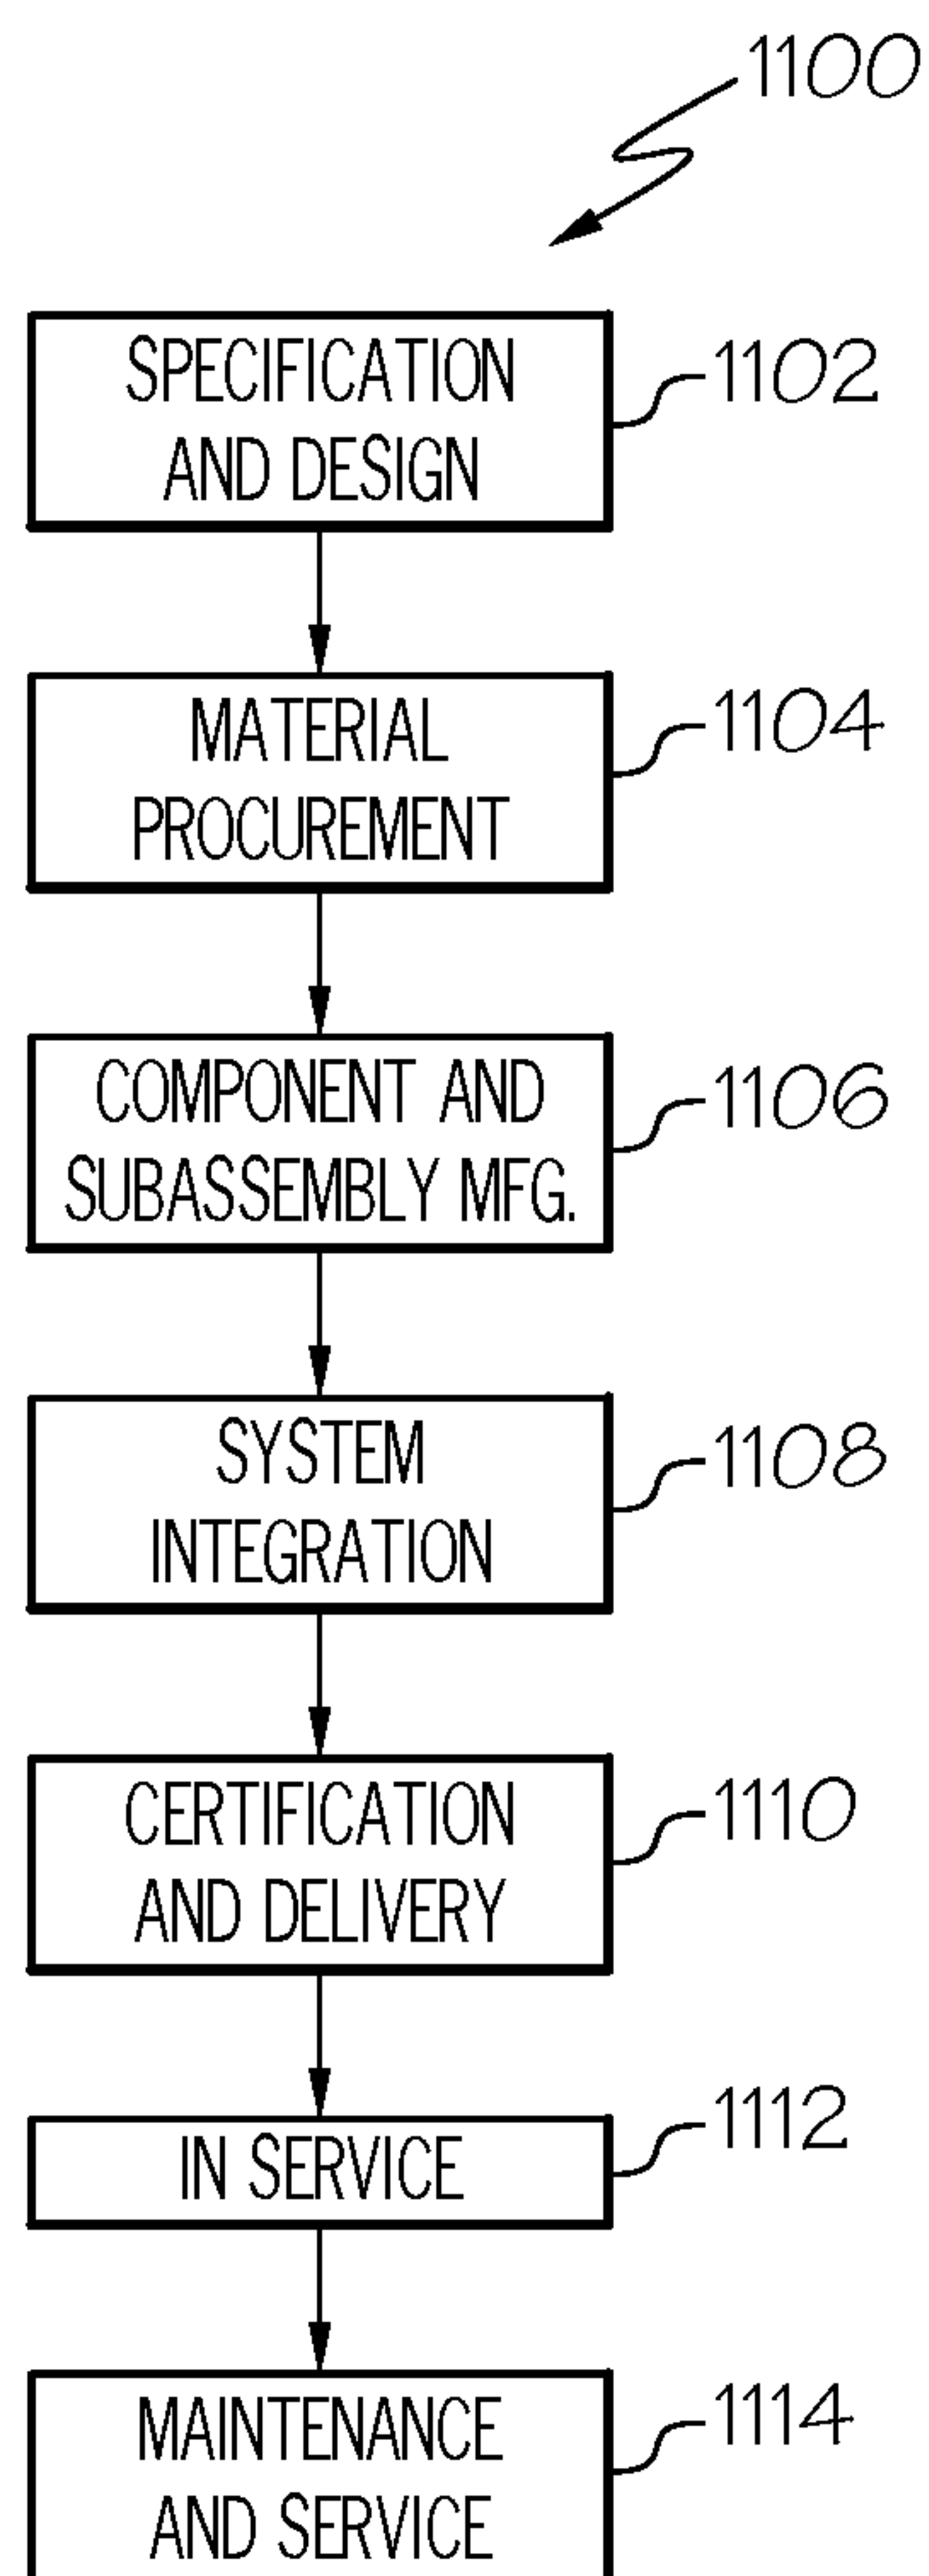 1100
SPECIFICATION
AND DESIGN
1102
MATERIAL
PROCUREMENT
1104
COMPONENT AND
SUBASSEMBLY MFG.
1106
SYSTEM
INTEGRATION
1108
CERTIFICATION
AND DELIVERY
1110
IN SERVICE
1112
MAINTENANCE
AND SERVICE
1114